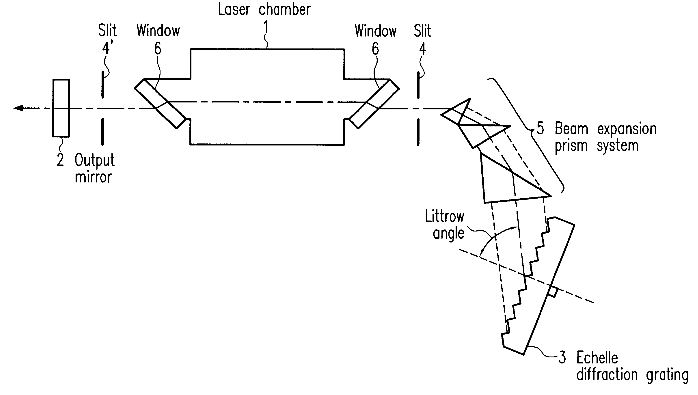 Laser chamber
1
Slit
4'
Window
6
Window
6
Slit
4
2 Output
mirror
5 Beam expansion
prism system
Littrow
angle
3 Echelle
diffraction grating